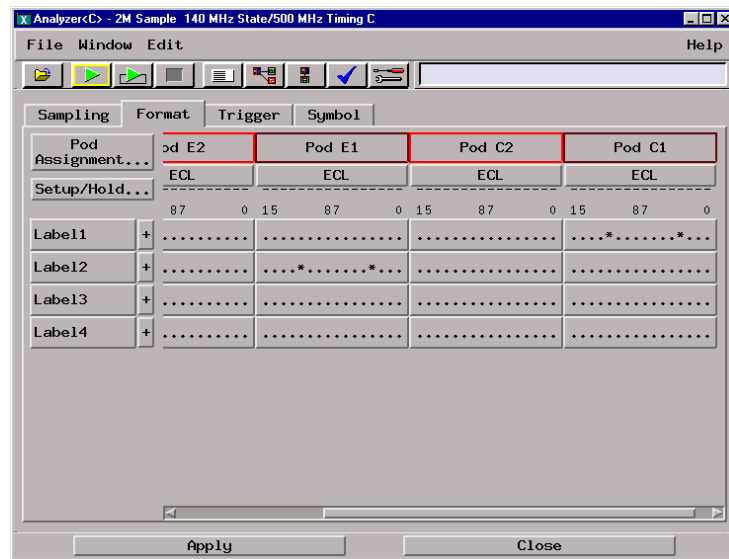 Analyzer<C> - 2M Sample 140 MHz State/500 MHz Timing C
File Window Edit Help
Sampling Format Trigger Symbol
Pod Assignment... od E2 Pod E1 Pod C2 Pod C1
ECL ECL ECL ECL
Setup/Hold...
87 0 15 87 0 15 87 0 15 87 0
Label1 + .......... ................ ................ ....*.......*...
Label2 + .......... ....*.......*... ................ ................
Label3 + .......... ................ ................ ................
Label4 + .......... ................ ................ ................
Apply Close